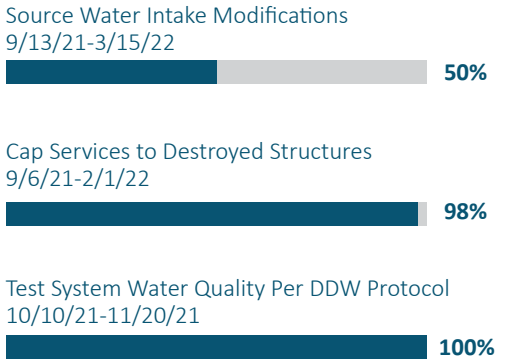 Source Water Intake Modifications
9/13/21-3/15/22
50%
Cap Services to Destroyed Structures
9/6/21-2/1/22
98%
Test System Water Quality Per DDW Protocol
10/10/21-11/20/21
100%